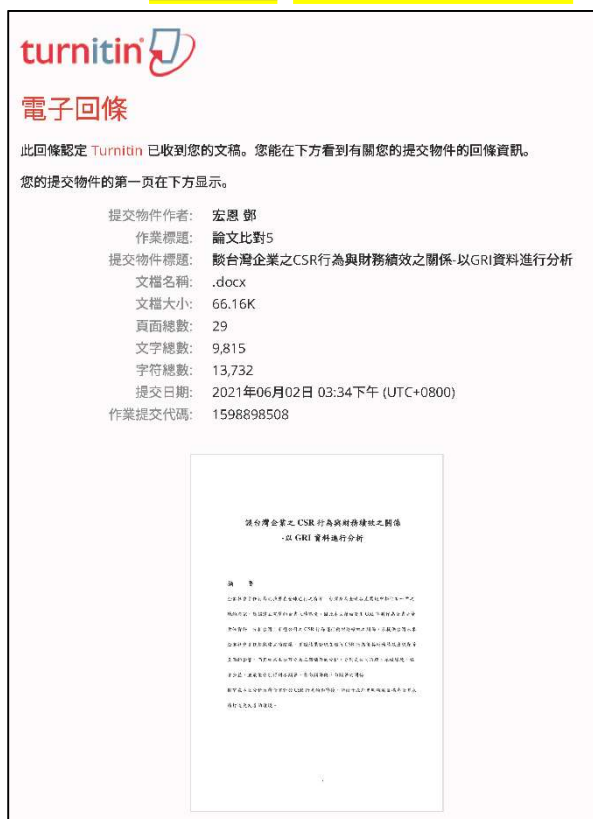 turnitin
電子回條
此回條認定 Turnitin 已收到您的文稿。您能在下方看到有關您的提交物件的回條資訊。
您的提交物件的第一页在下方显示。
提交物件作者: 宏恩 鄧
作業標題: 論文比對5
提交物件標題: 談台灣企業之CSR行為與財務績效之關係-以GRI資料進行分析
文檔名稱: .docx
文檔大小: 66.16K
頁面總數: 29
文字總數: 9,815
字符總數: 13,732
提交日期: 2021年06月02日 03:34下午 (UTC+0800)
作業提交代碼: 1598898508
談台灣企業之 CSR 行為與財務績效之關係
-以 GRI 資料進行分析
摘 要